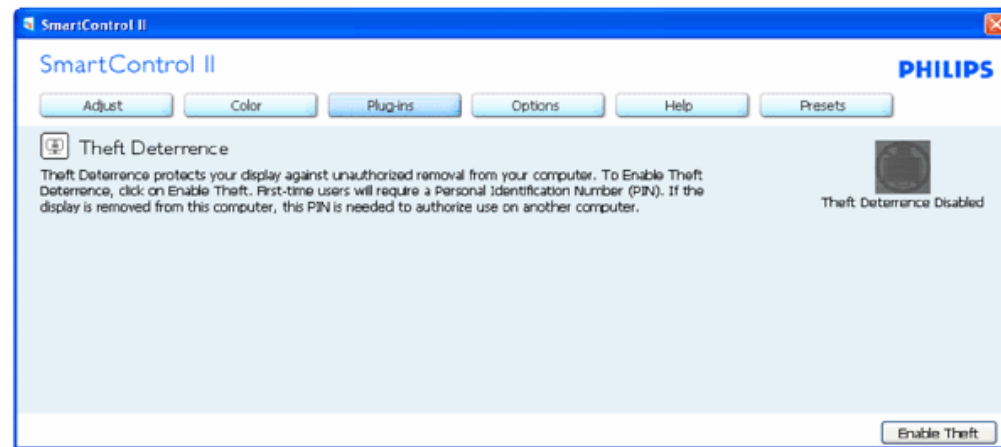 SmartControl II
SmartControl II
PHILIPS
Adjust Color Plug-ins Options Help Presets
Theft Deterrence
Theft Deterrence protects your display against unauthorized removal from your computer. To Enable Theft
Deterrence, click on Enable Theft. First-time users will require a Personal Identification Number (PIN). If the
display is removed from this computer, this PIN is needed to authorize use on another computer.
Theft Deterrence Disabled
Enable Theft